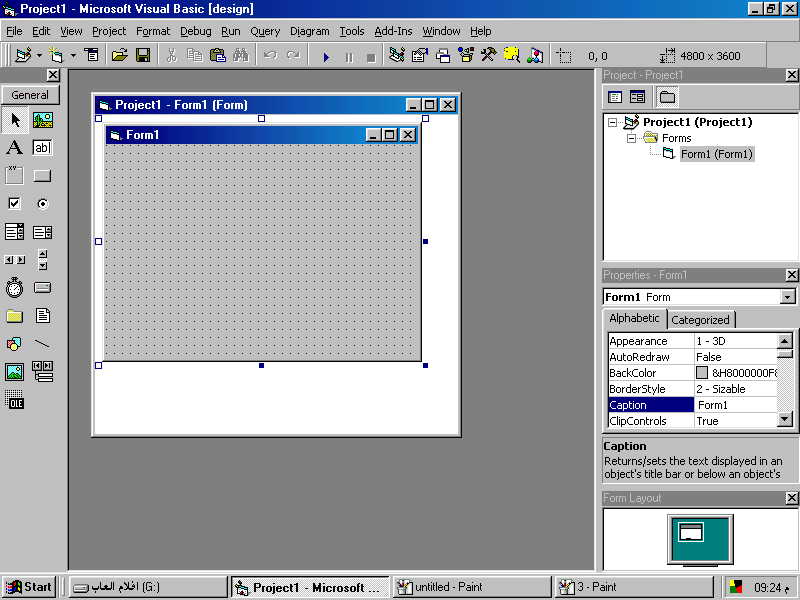 Project1 - Microsoft Visual Basic [design]
File Edit View Project Format Debug Run Query Diagram Tools Add-Ins Window Help
0, 0 4800 x 3600
General
A ab|
xy
OLE
Project1 - Form1 (Form)
Form1
Project - Project1
Project1 (Project1)
Forms
Form1 (Form1)
Properties - Form1
Form1 Form
Alphabetic Categorized
Appearance 1 - 3D
AutoRedraw False
BackColor &H8000000F&
BorderStyle 2 - Sizable
Caption Form1
ClipControls True
Caption
Returns/sets the text displayed in an
object's title bar or below an object's
Form Layout
Start افلام العاب (G:) Project1 - Microsoft ... untitled - Paint 3 - Paint 09:24 م